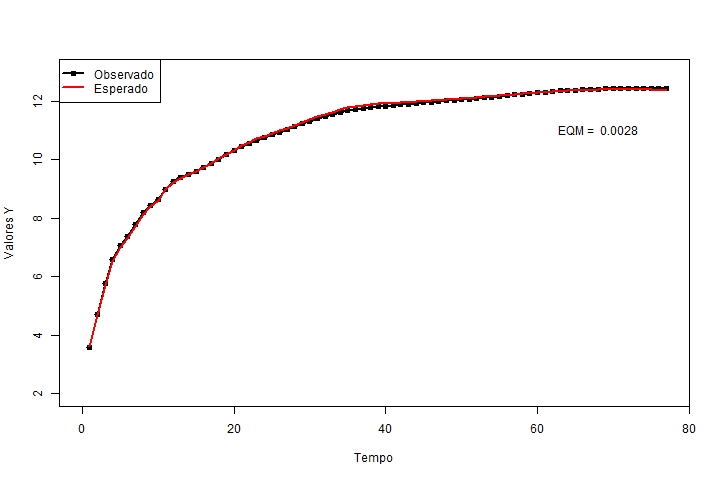 Observado
Esperado
EQM = 0.0028
Valores Y
12
10
8
6
4
2
0 20 40 60 80
Tempo